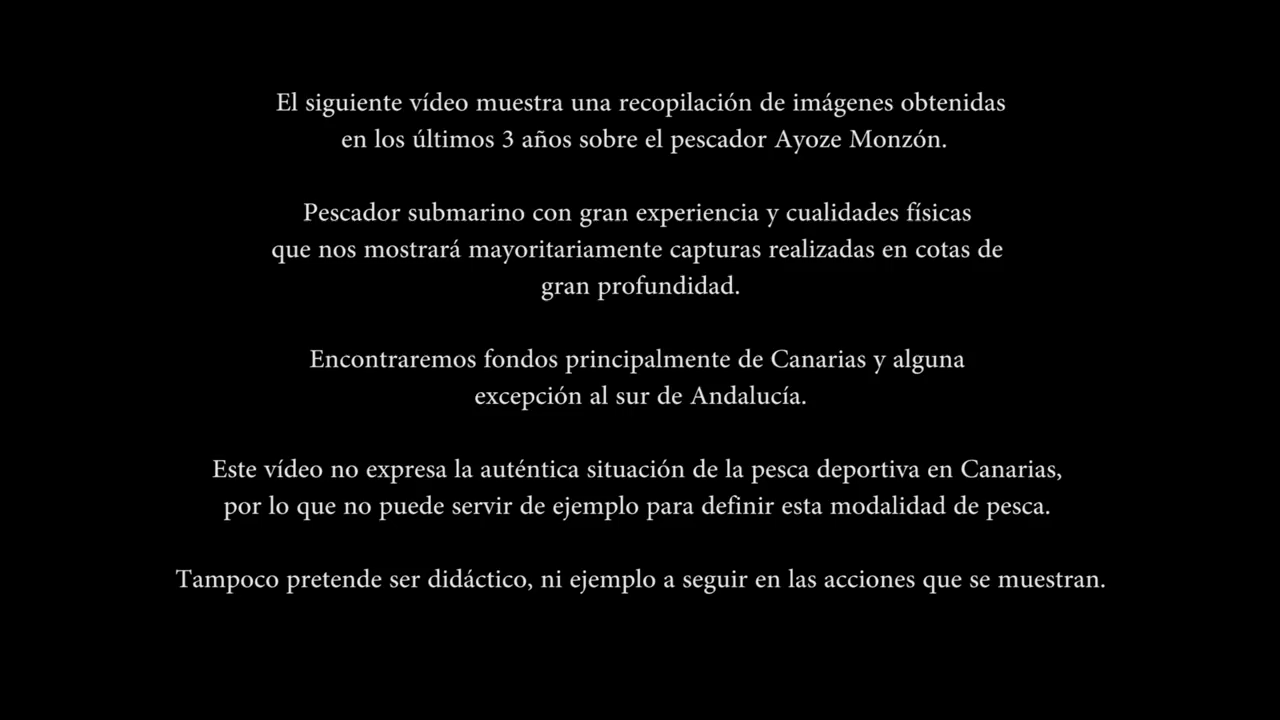 El siguiente vídeo muestra una recopilación de imágenes obtenidas
en los últimos 3 años sobre el pescador Ayoze Monzón.
Pescador submarino con gran experiencia y cualidades físicas
que nos mostrará mayoritariamente capturas realizadas en cotas de
gran profundidad.
Encontraremos fondos principalmente de Canarias y alguna
excepción al sur de Andalucía.
Este vídeo no expresa la auténtica situación de la pesca deportiva en Canarias,
por lo que no puede servir de ejemplo para definir esta modalidad de pesca.
Tampoco pretende ser didáctico, ni ejemplo a seguir en las acciones que se muestran.